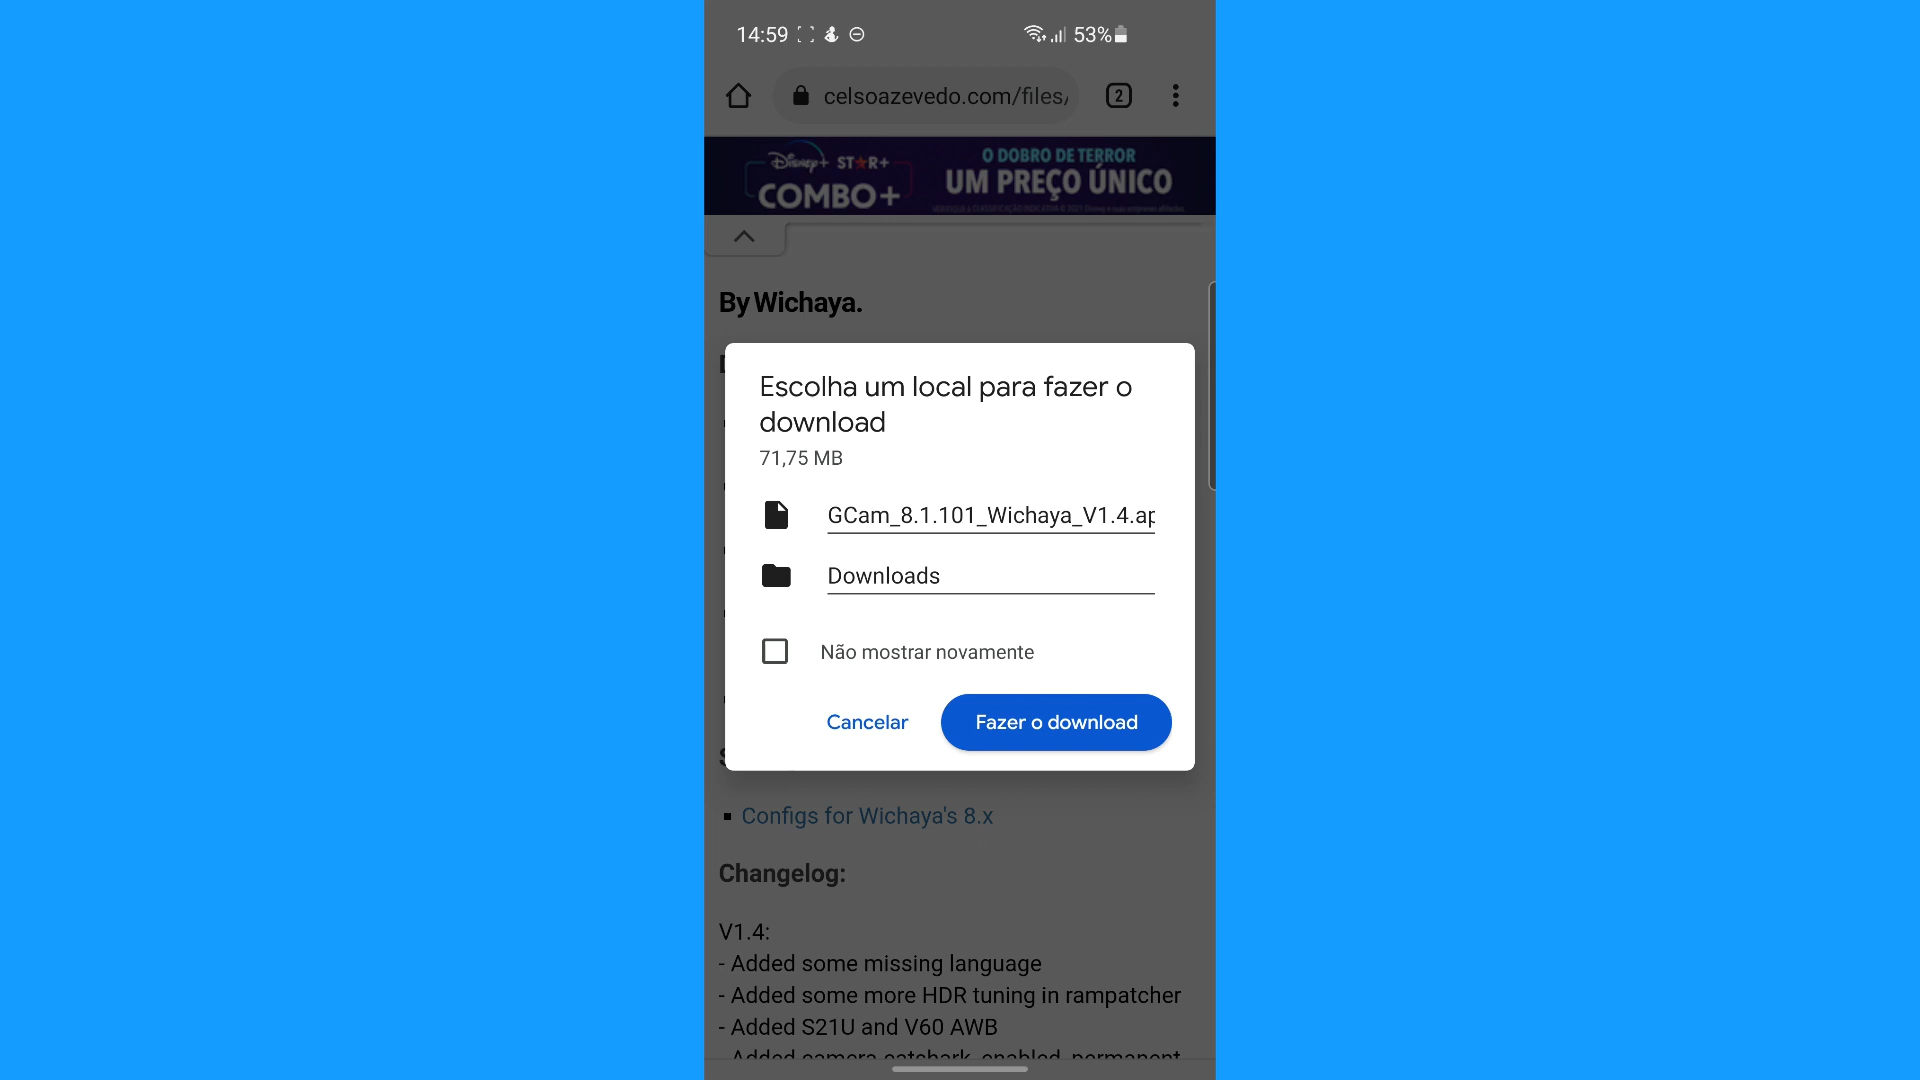 14:59
53%
celsoazevedo.com/files/
2
Disney+ STAR+
COMBO+
O DOBRO DE TERROR
UM PREÇO ÚNICO
By Wichaya.
Escolha um local para fazer o
download
71,75 MB
GCam_8.1.101_Wichaya_V1.4.ap
Downloads
Não mostrar novamente
Cancelar
Fazer o download
Configs for Wichaya's 8.x
Changelog:
V1.4:
- Added some missing language
- Added some more HDR tuning in rampatcher
- Added S21U and V60 AWB
- Added camera.catshark_enabled_permanent